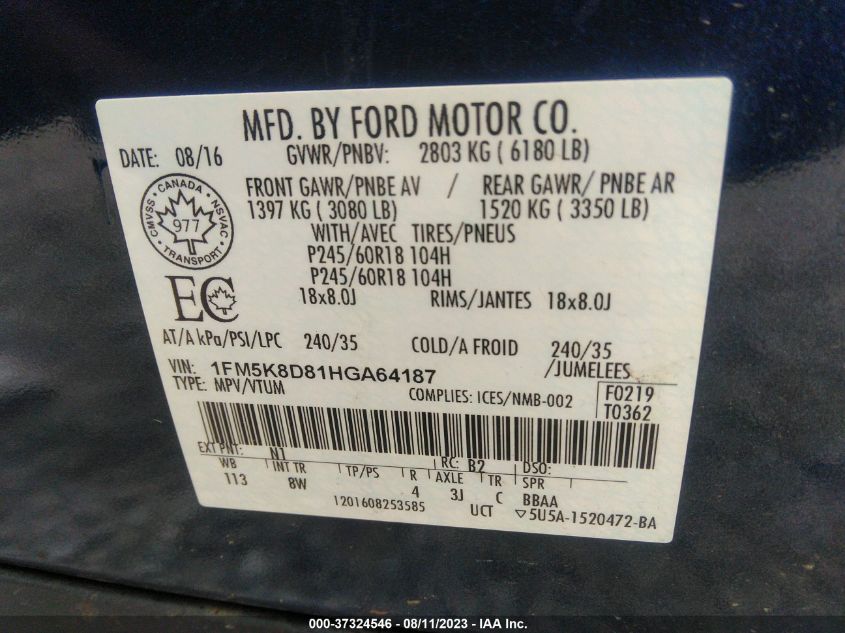 MFD. BY FORD MOTOR CO.
DATE: 08/16
GVWR/PNBV: 2803 KG ( 6180 LB)
FRONT GAWR/PNBE AV / REAR GAWR/ PNBE AR
1397 KG ( 3080 LB) 1520 KG ( 3350 LB)
WITH/AVEC TIRES/PNEUS
P245/60R18 104H
P245/60R18 104H
18x8.0J RIMS/JANTES 18x8.0J
CANADA
CMVSS NSVAC
977
TRANSPORT
EC
AT/A kPa/PSI/LPC 240/35 COLD/A FROID 240/35
/JUMELEES
VIN: 1FM5K8D81HGA64187
TYPE: MPV/VTUM
COMPLIES: ICES/NMB-002
F0219
T0362
EXT PNT: N1 RC: B2 DSO:
WB INT TR TP/PS R AXLE TR SPR
113 8W 4 3J C BBAA
1201608253585 UCT ▽5U5A-1520472-BA
000-37324546 - 08/11/2023 - IAA Inc.